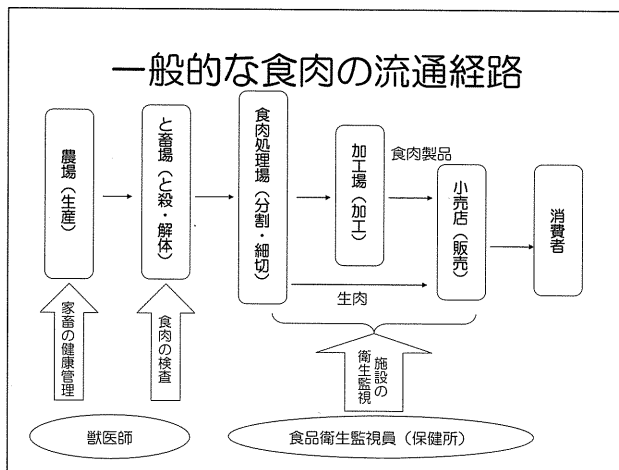 一般的な食肉の流通経路
農場（生産）
と畜場（と殺・解体）
食肉処理場（分割・細切）
加工場（加工）
食肉製品
小売店（販売）
消費者
生肉
家畜の健康管理
食肉の検査
施設の
衛生監視
獣医師
食品衛生監視員（保健所）